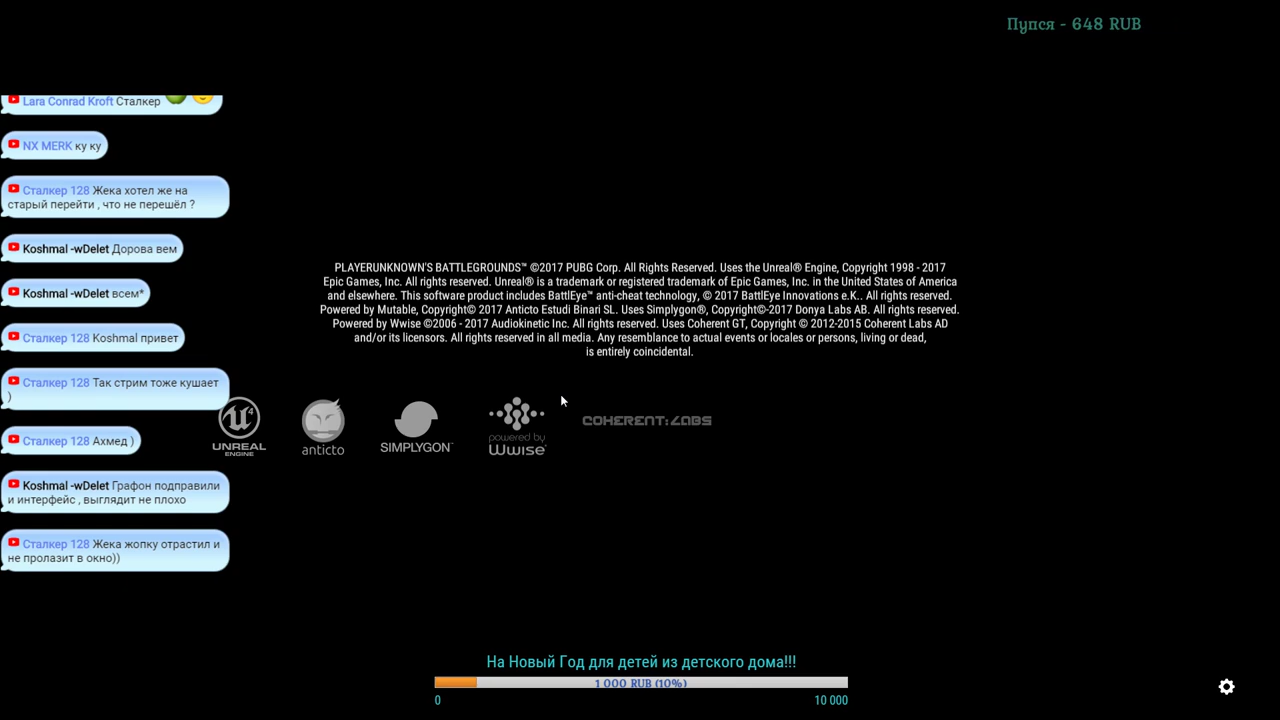 Пупся - 648 RUB
Lara Conrad Kroft Сталкер
NX MERK ку ку
Сталкер 128 Жека хотел же на
старый перейти , что не перешёл ?
Koshmal -wDelet Дорова вем
Koshmal -wDelet всем*
Сталкер 128 Koshmal привет
Сталкер 128 Так стрим тоже кушает
)
Сталкер 128 Ахмед )
Koshmal -wDelet Графон подправили
и интерфейс , выглядит не плохо
Сталкер 128 Жека жопку отрастил и
не пролазит в окно))
PLAYERUNKNOWN'S BATTLEGROUNDS™ ©2017 PUBG Corp. All Rights Reserved. Uses the Unreal® Engine, Copyright 1998 - 2017
Epic Games, Inc. All rights reserved. Unreal® is a trademark or registered trademark of Epic Games, Inc. in the United States of America
and elsewhere. This software product includes BattlEye™ anti-cheat technology, © 2017 BattlEye Innovations e.K.. All rights reserved.
Powered by Mutable, Copyright© 2017 Anticto Estudi Binari SL. Uses Simplygon®, Copyright©-2017 Donya Labs AB. All rights reserved.
Powered by Wwise ©2006 - 2017 Audiokinetic Inc. All rights reserved. Uses Coherent GT, Copyright © 2012-2015 Coherent Labs AD
and/or its licensors. All rights reserved in all media. Any resemblance to actual events or locales or persons, living or dead,
is entirely coincidental.
UNREAL
ENGINE
anticto
SIMPLYGON™
powered by
wwise™
COHERENT:LABS
На Новый Год для детей из детского дома!!!
1 000 RUB (10%)
0
10 000